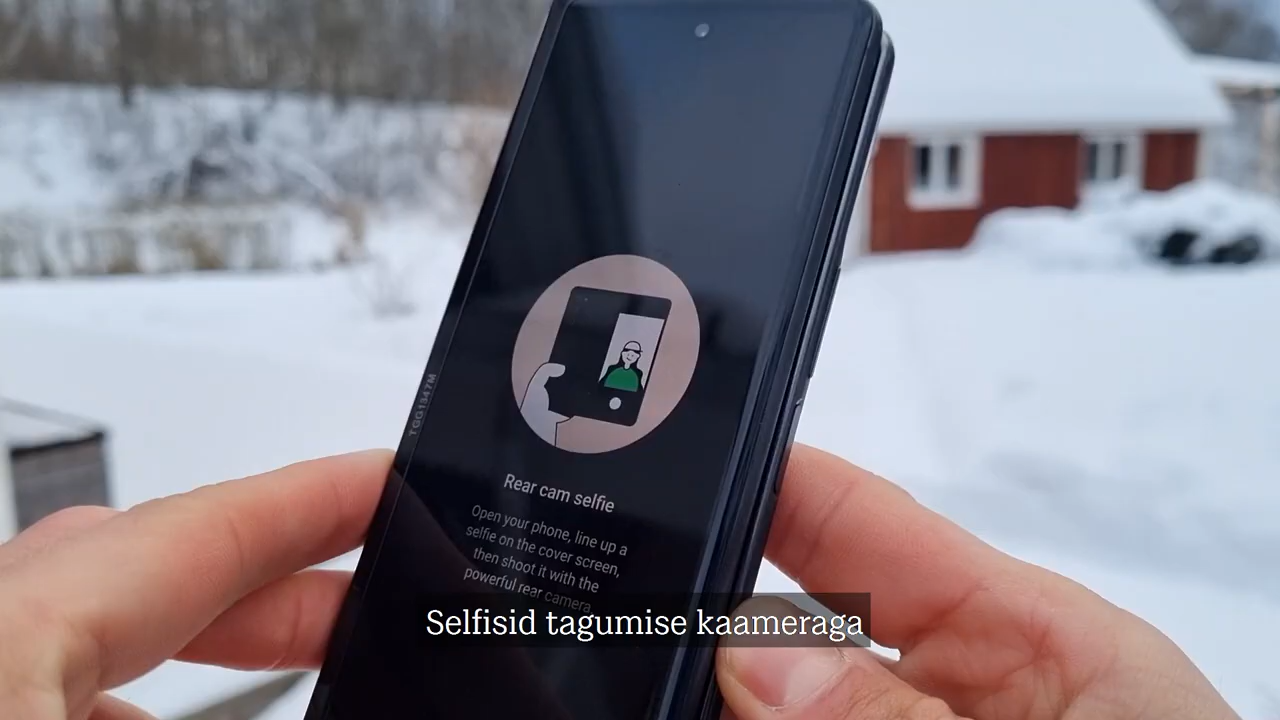 TGG1347M
Rear cam selfie
Open your phone, line up a
selfie on the cover screen,
then shoot it with the
powerful rear camera
Selfisid tagumise kaameraga